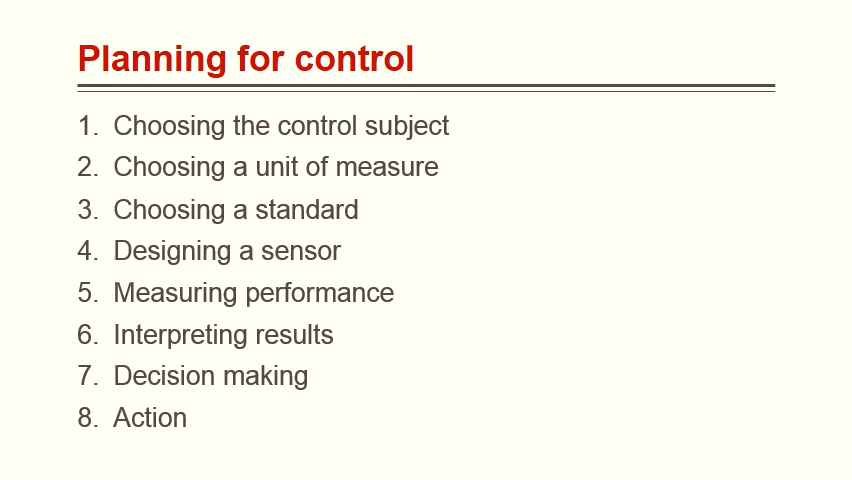 Planning for control
1. Choosing the control subject
2. Choosing a unit of measure
3. Choosing a standard
4. Designing a sensor
5. Measuring performance
6. Interpreting results
7. Decision making
8. Action